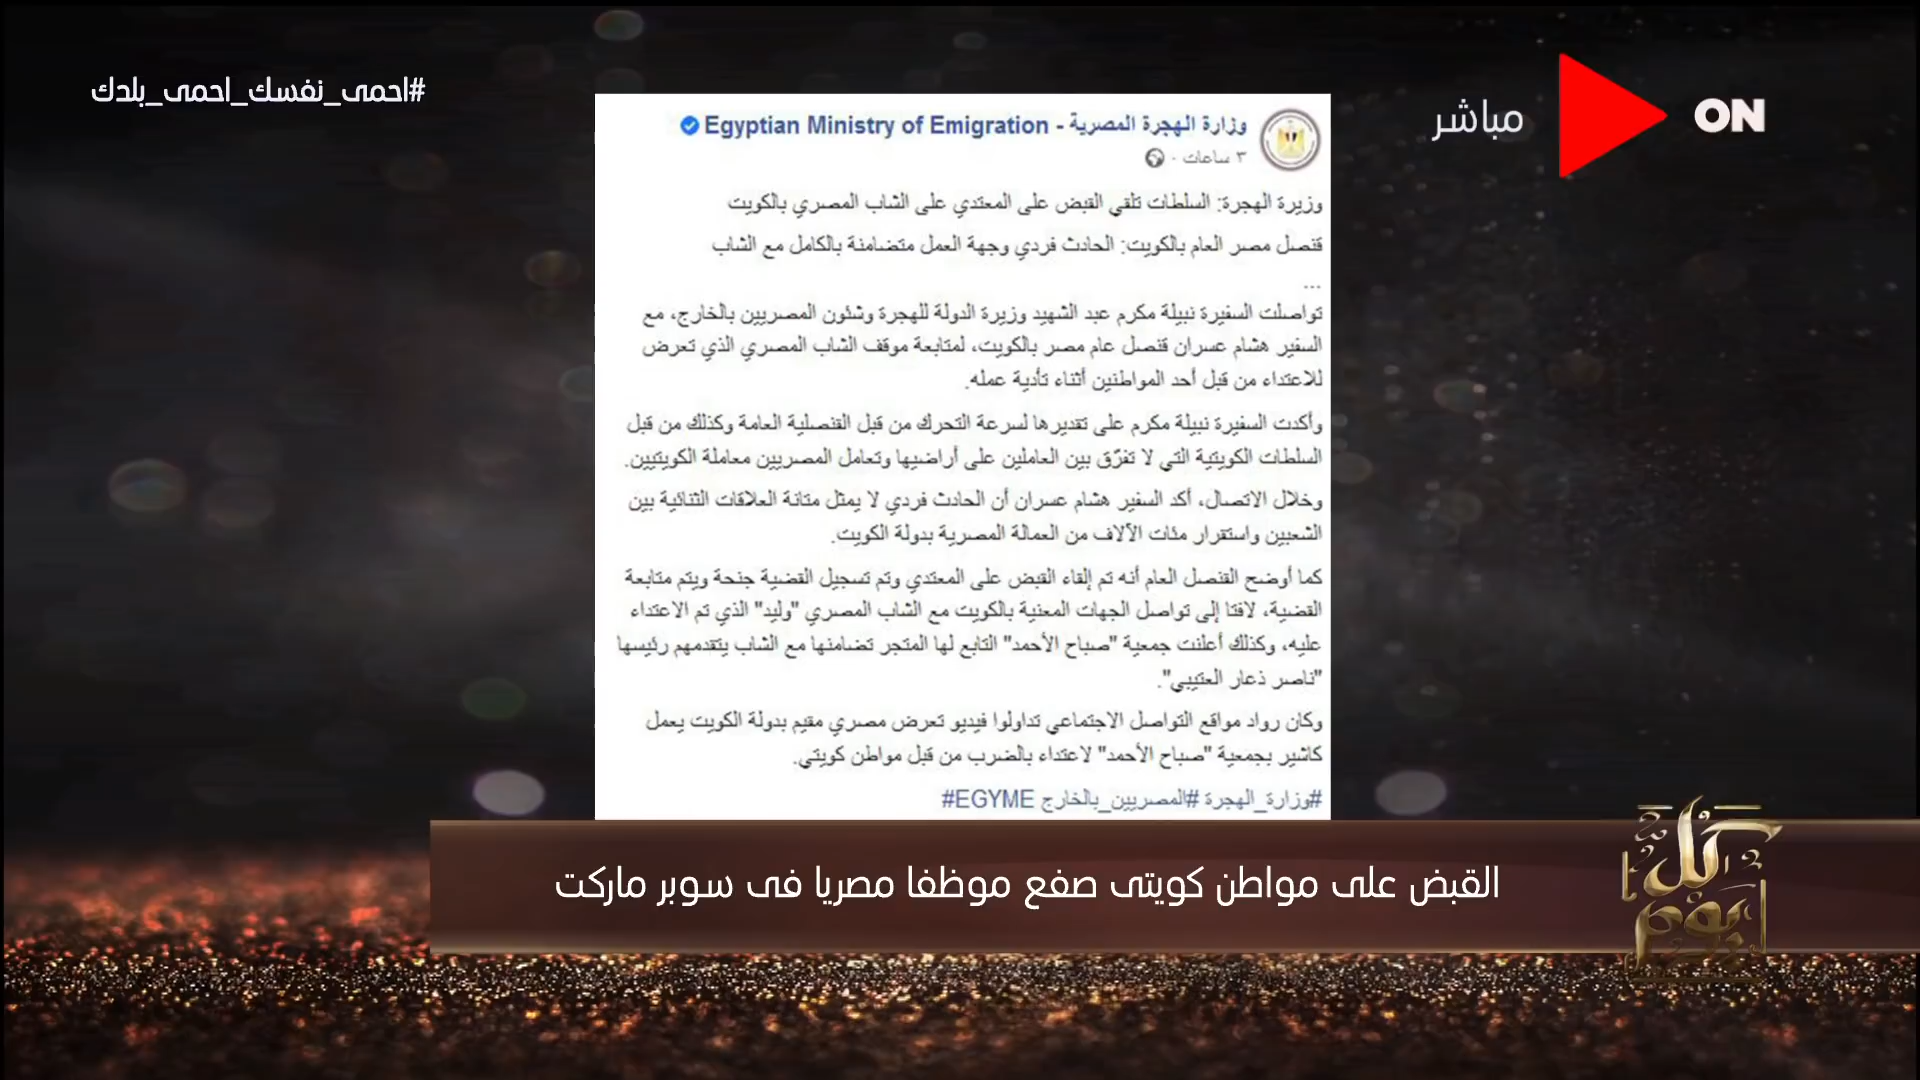 #احمى_نفسك_احمى_بلدك
مباشر
ON
وزارة الهجرة المصرية - Egyptian Ministry of Emigration
٣ ساعات ·
وزيرة الهجرة: السلطات تلقي القبض على المعتدي على الشاب المصري بالكويت
قنصل مصر العام بالكويت: الحادث فردي وجهة العمل متضامنة بالكامل مع الشاب
...
تواصلت السفيرة نبيلة مكرم عبد الشهيد وزيرة الدولة للهجرة وشئون المصريين بالخارج، مع
السفير هشام عسران قنصل عام مصر بالكويت، لمتابعة موقف الشاب المصري الذي تعرض
للاعتداء من قبل أحد المواطنين أثناء تأدية عمله.
وأكدت السفيرة نبيلة مكرم على تقديرها لسرعة التحرك من قبل القنصلية العامة وكذلك من قبل
السلطات الكويتية التي لا تفرّق بين العاملين على أراضيها وتعامل المصريين معاملة الكويتيين.
وخلال الاتصال، أكد السفير هشام عسران أن الحادث فردي لا يمثل متانة العلاقات الثنائية بين
الشعبين واستقرار مئات الآلاف من العمالة المصرية بدولة الكويت.
كما أوضح القنصل العام أنه تم إلقاء القبض على المعتدي وتم تسجيل القضية جنحة ويتم متابعة
القضية، لافتا إلى تواصل الجهات المعنية بالكويت مع الشاب المصري "وليد" الذي تم الاعتداء
عليه، وكذلك أعلنت جمعية "صباح الأحمد" التابع لها المتجر تضامنها مع الشاب يتقدمهم رئيسها
"ناصر ذعار العتيبي".
وكان رواد مواقع التواصل الاجتماعي تداولوا فيديو تعرض مصري مقيم بدولة الكويت يعمل
كاشير بجمعية "صباح الأحمد" لاعتداء بالضرب من قبل مواطن كويتي.
#وزارة_الهجرة #المصريين_بالخارج EGYME#
القبض على مواطن كويتى صفع موظفا مصريا فى سوبر ماركت
كل
يوم